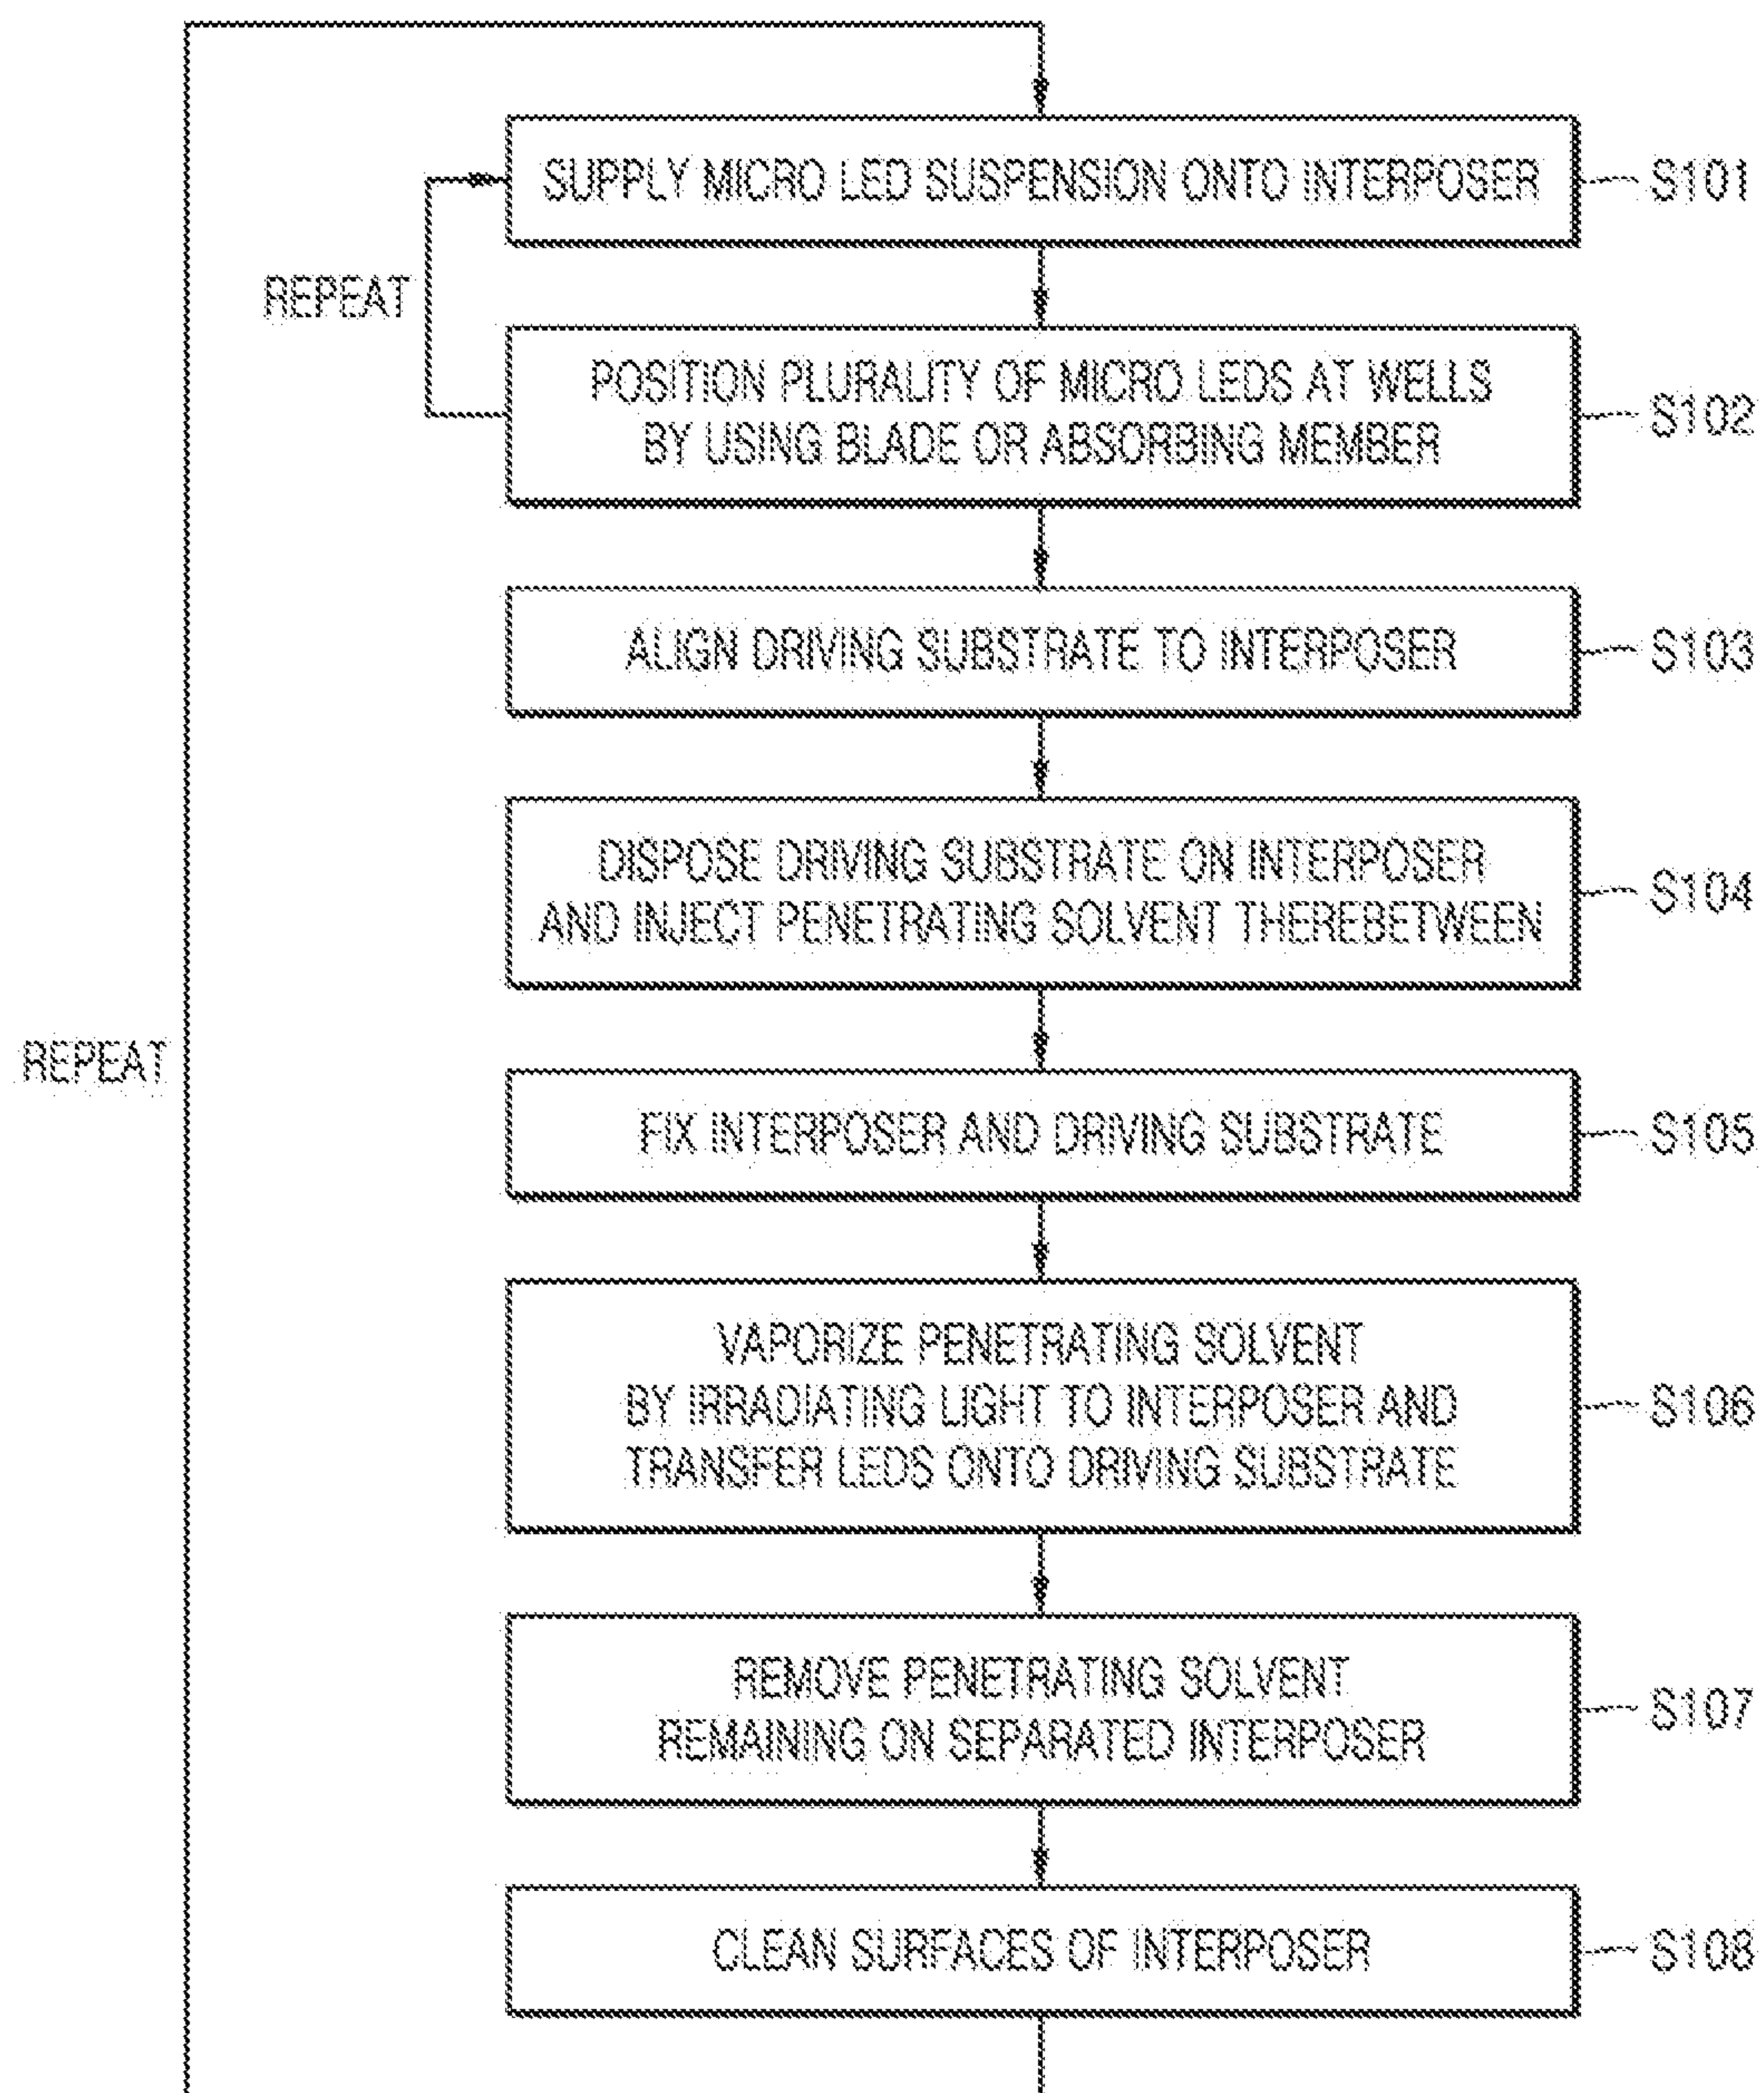 SUPPLY MICRO LED SUSPENSION ONTO INTERPOSER
S101
REPEAT
POSITION PLURALITY OF MICRO LEDS AT WELLS
BY USING BLADE OR ABSORBING MEMBER
S102
ALIGN DRIVING SUBSTRATE TO INTERPOSER
S103
DISPOSE DRIVING SUBSTRATE ON INTERPOSER
AND INJECT PENETRATING SOLVENT THEREBETWEEN
S104
REPEAT
FIX INTERPOSER AND DRIVING SUBSTRATE
S105
VAPORIZE PENETRATING SOLVENT
BY IRRADIATING LIGHT TO INTERPOSER AND
TRANSFER LEDS ONTO DRIVING SUBSTRATE
S106
REMOVE PENETRATING SOLVENT
REMAINING ON SEPARATED INTERPOSER
S107
CLEAN SURFACES OF INTERPOSER
S108